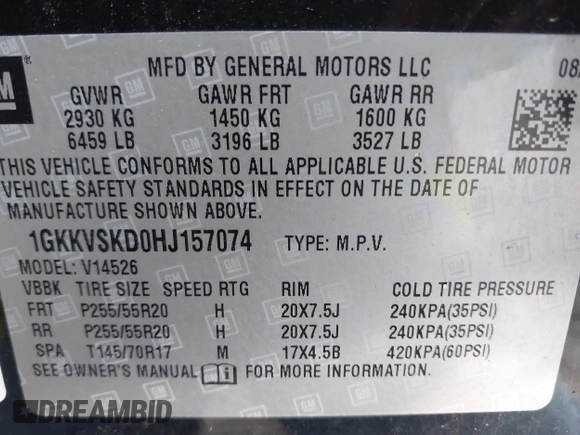 GM
MFD BY GENERAL MOTORS LLC 08
GVWR GAWR FRT GAWR RR
2930 KG 1450 KG 1600 KG
6459 LB 3196 LB 3527 LB
THIS VEHICLE CONFORMS TO ALL APPLICABLE U.S. FEDERAL MOTOR
VEHICLE SAFETY STANDARDS IN EFFECT ON THE DATE OF
MANUFACTURE SHOWN ABOVE.
1GKKVSKD0HJ157074 TYPE: M.P.V.
MODEL: V14526
VBBK TIRE SIZE SPEED RTG RIM COLD TIRE PRESSURE
FRT P255/55R20 H 20X7.5J 240KPA(35PSI)
RR P255/55R20 H 20X7.5J 240KPA(35PSI)
SPA T145/70R17 M 17X4.5B 420KPA(60PSI)
SEE OWNER'S MANUAL FOR MORE INFORMATION.
DREAMBID